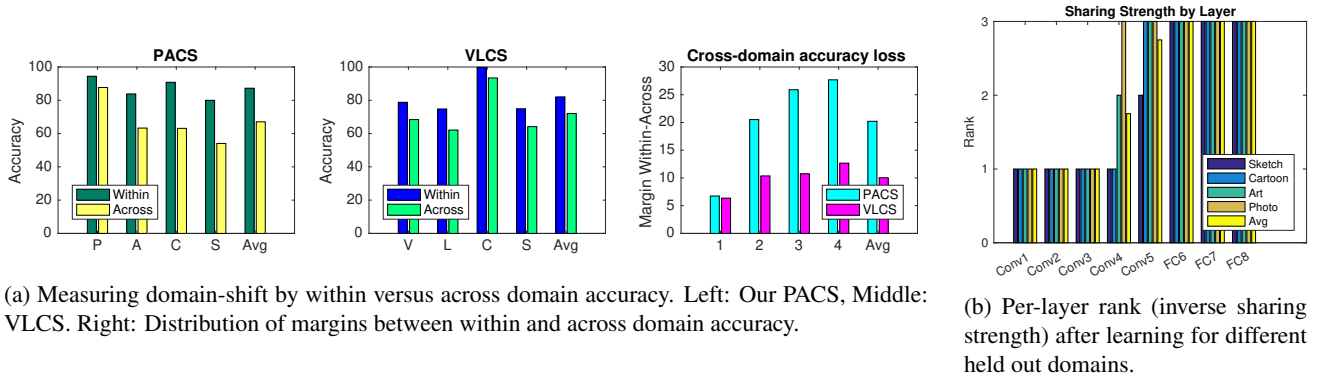 PACS
100
80
60
40
20
0
Accuracy
Within
Across
P A C S Avg
VLCS
100
80
60
40
20
0
Accuracy
Within
Across
V L C S Avg
Cross-domain accuracy loss
30
25
20
15
10
5
0
Margin Within-Across
PACS
VLCS
1 2 3 4 Avg
Sharing Strength by Layer
3
2
1
0
Rank
Sketch
Cartoon
Art
Photo
Avg
Conv1 Conv2 Conv3 Conv4 Conv5 FC6 FC7 FC8
(a) Measuring domain-shift by within versus across domain accuracy. Left: Our PACS, Middle:
VLCS. Right: Distribution of margins between within and across domain accuracy.
(b) Per-layer rank (inverse sharing
strength) after learning for different
held out domains.